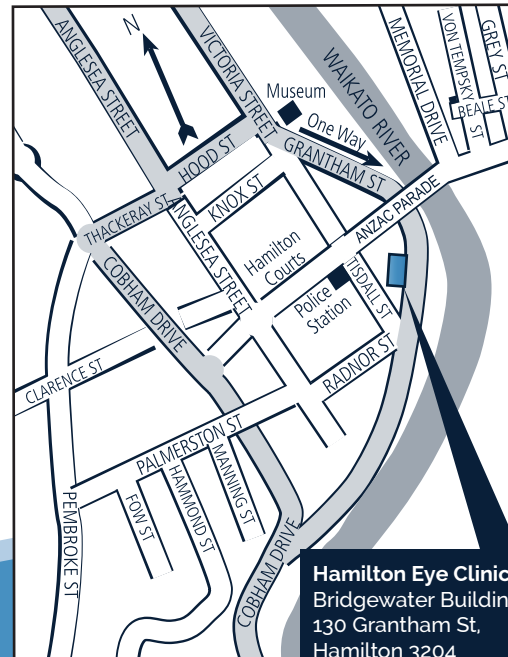 N
ANGLESEA STREET
VICTORIA STREET
Museum
One Way
WAIKATO RIVER
MEMORIAL DRIVE
VON TEMPSKY ST
GREY ST
BEALE ST
HOOD ST
GRANTHAM ST
KNOX ST
THACKERAY ST
ANGLESEA STREET
ANZAC PARADE
Hamilton
Courts
TISDALL ST
Police
Station
COBHAM DRIVE
RADNOR ST
CLARENCE ST
PALMERSTON ST
MANNING ST
HAMMOND ST
FOW ST
PEMBROKE ST
COBHAM DRIVE
Hamilton Eye Clinic
Bridgewater Buildin
130 Grantham St,
Hamilton 3204